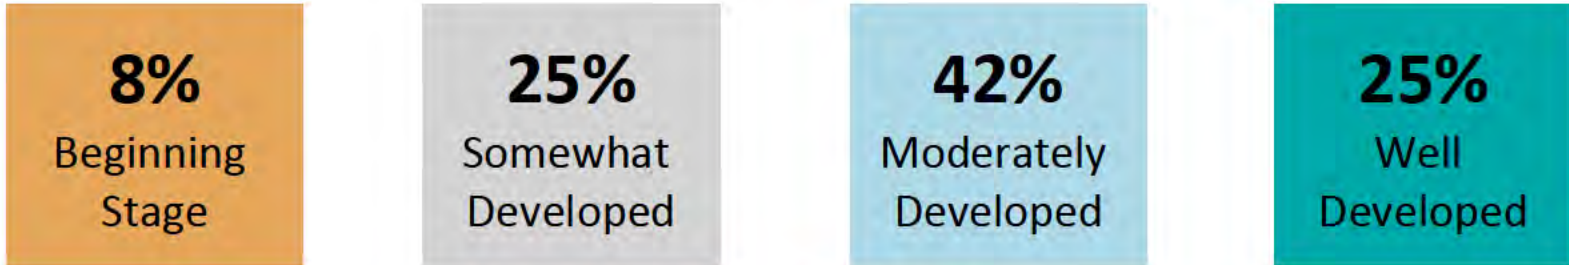 8%
Beginning
Stage
25%
Somewhat
Developed
42%
Moderately
Developed
25%
Well
Developed